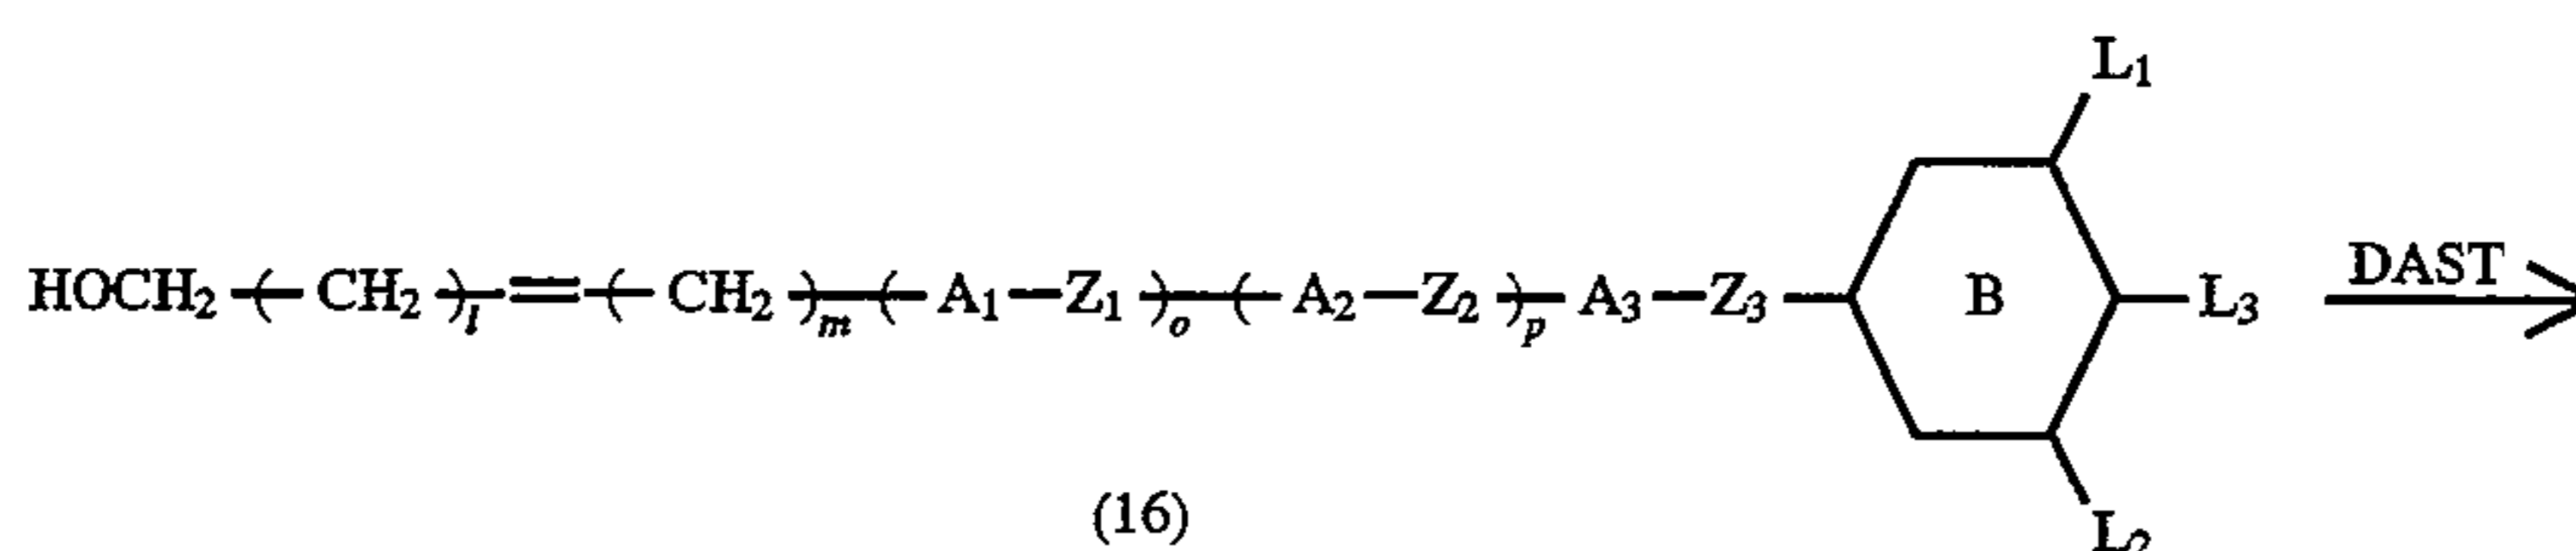 L₁
HOCH₂ –( CH₂ )ₗ = ( CH₂ )ₘ –( A₁ – Z₁ )ₒ –( A₂ – Z₂ )ₚ – A₃ – Z₃ – B – L₃ DAST
(16)
L₂